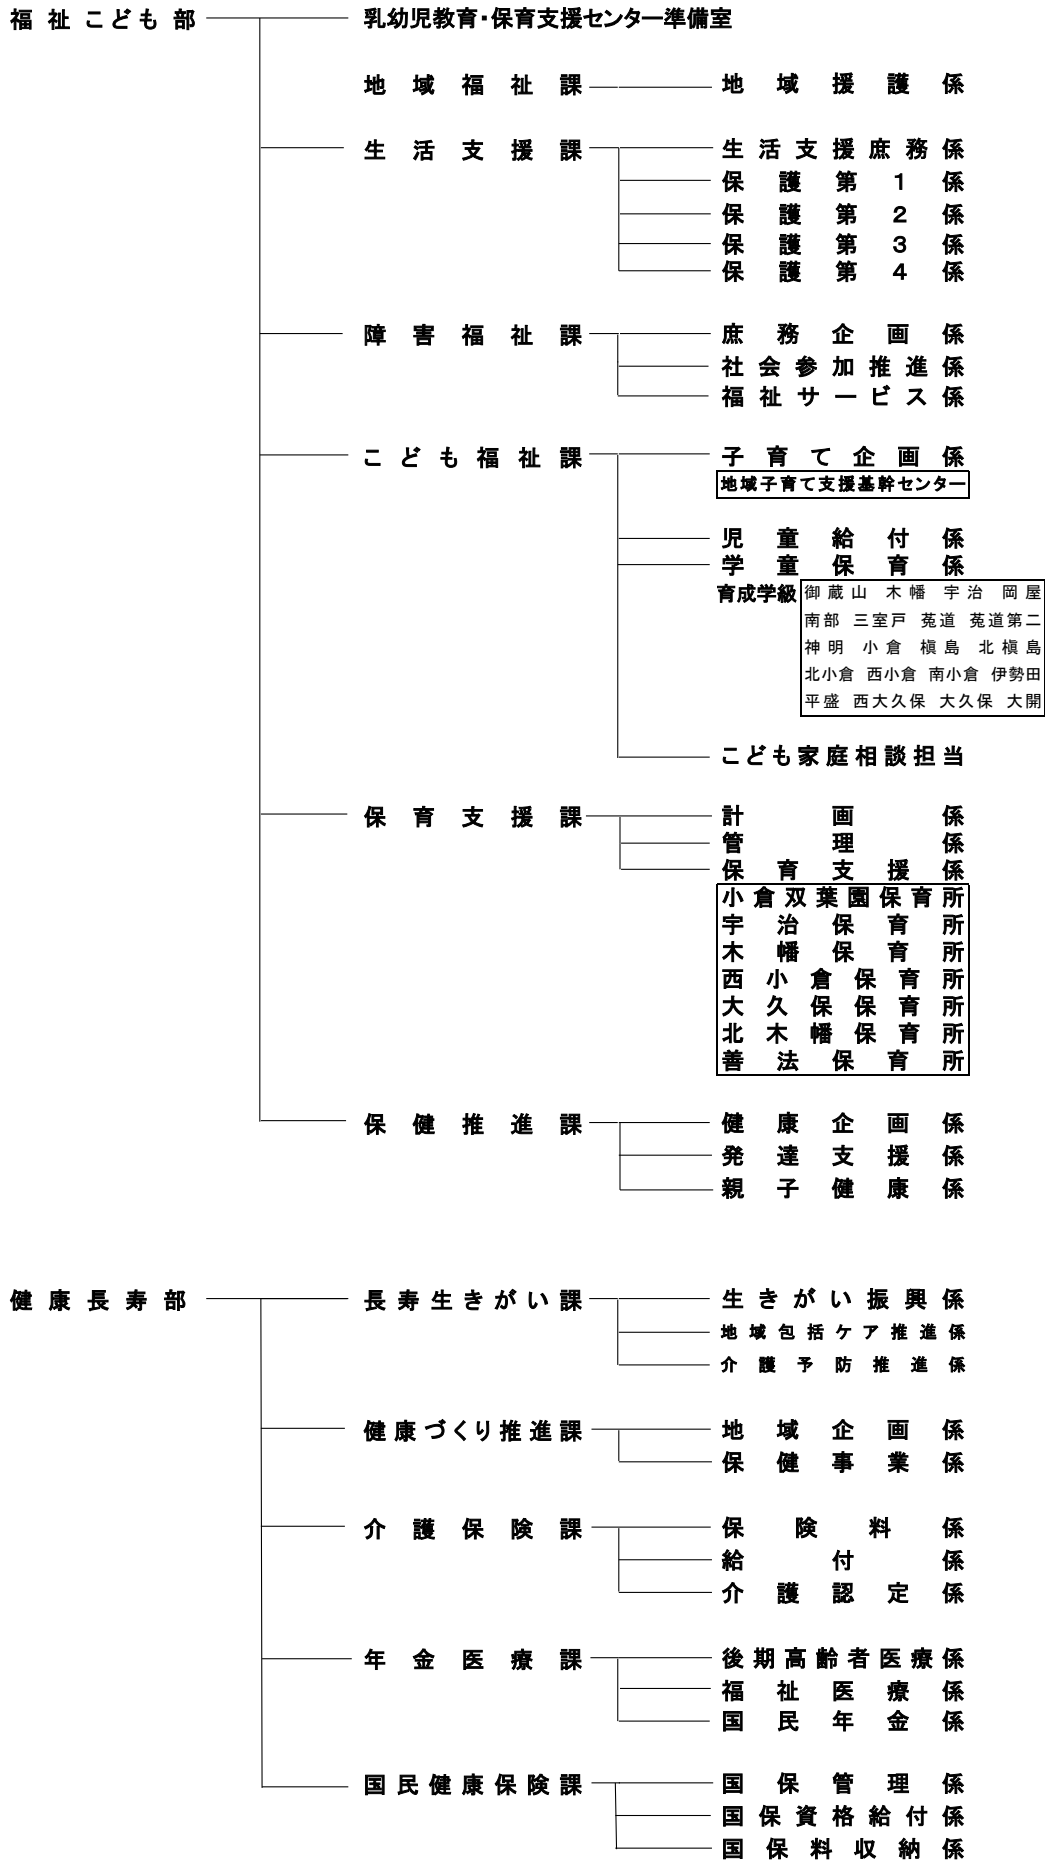 福祉こども部 乳幼児教育・保育支援センター準備室
地域福祉課 地域援護係
生活支援課 生活支援庶務係
保護第1係
保護第2係
保護第3係
保護第4係
障害福祉課 庶務企画係
社会参加推進係
福祉サービス係
こども福祉課 子育て企画係
地域子育て支援基幹センター
児童給付係
学童保育係
育成学級 御蔵山 木幡 宇治 岡屋
南部 三室戸 菟道 菟道第二
神明 小倉 槇島 北槇島
北小倉 西小倉 南小倉 伊勢田
平盛 西大久保 大久保 大開
こども家庭相談担当
保育支援課 計画係
管理係
保育支援係
小倉双葉園保育所
宇治保育所
木幡保育所
西小倉保育所
大久保保育所
北木幡保育所
善法保育所
保健推進課 健康企画係
発達支援係
親子健康係
健康長寿部 長寿生きがい課 生きがい振興係
地域包括ケア推進係
介護予防推進係
健康づくり推進課 地域企画係
保健事業係
介護保険課 保険料係
給付係
介護認定係
年金医療課 後期高齢者医療係
福祉医療係
国民年金係
国民健康保険課 国保管理係
国保資格給付係
国保料収納係